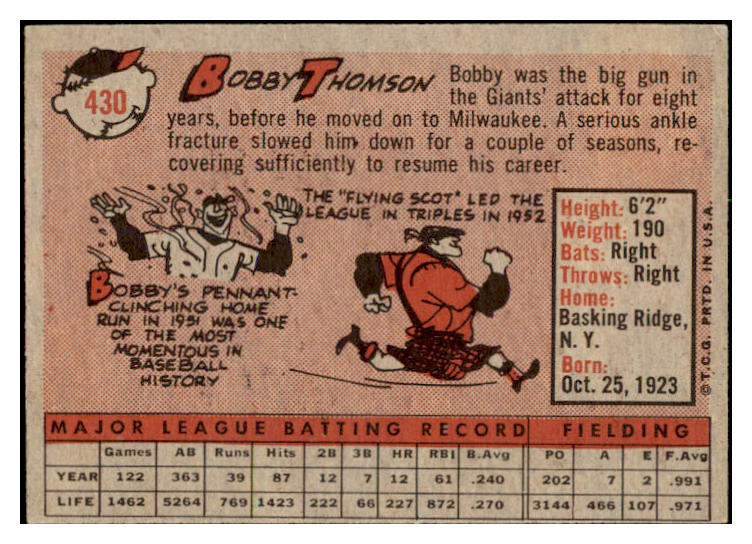 430
BOBBY THOMSON
Bobby was the big gun in
the Giants' attack for eight
years, before he moved on to Milwaukee. A serious ankle
fracture slowed him down for a couple of seasons, re-
covering sufficiently to resume his career.
THE "FLYING SCOT" LED THE
LEAGUE IN TRIPLES IN 1952
BOBBY'S PENNANT-
CLINCHING HOME
RUN IN 1951 WAS ONE
OF THE MOST
MOMENTOUS IN
BASEBALL
HISTORY
Height: 6'2"
Weight: 190
Bats: Right
Throws: Right
Home:
Basking Ridge,
N. Y.
Born:
Oct. 25, 1923
© T.C.G. PRTD. IN U.S.A.
MAJOR LEAGUE BATTING RECORD FIELDING
Games AB Runs Hits 2B 3B HR RBI B.Avg PO A E F.Avg
YEAR 122 363 39 87 12 7 12 61 .240 202 7 2 .991
LIFE 1462 5264 769 1423 222 66 227 872 .270 3144 466 107 .971